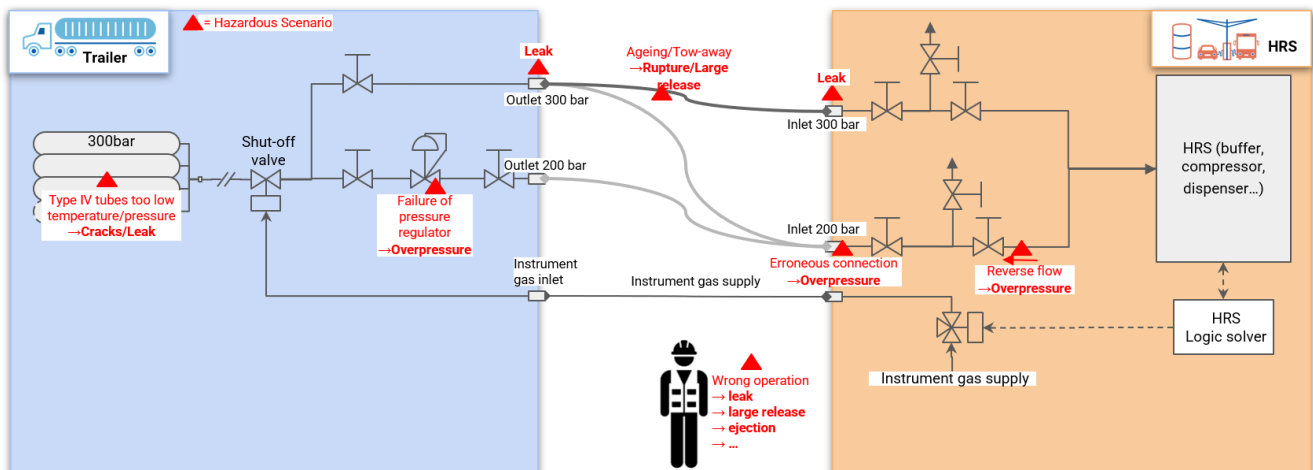 Trailer
= Hazardous Scenario
HRS
Leak
Ageing/Tow-away
→Rupture/Large
release
Leak
Outlet 300 bar
Inlet 300 bar
300bar
Shut-off
valve
Type IV tubes too low
temperature/pressure
→Cracks/Leak
Outlet 200 bar
Failure of
pressure
regulator
→Overpressure
HRS (buffer,
compressor,
dispenser…)
Inlet 200 bar
Erroneous connection
→Overpressure
Reverse flow
→Overpressure
Instrument
gas inlet
Instrument gas supply
HRS
Logic solver
Instrument gas supply
Wrong operation
→ leak
→ large release
→ ejection
→ …